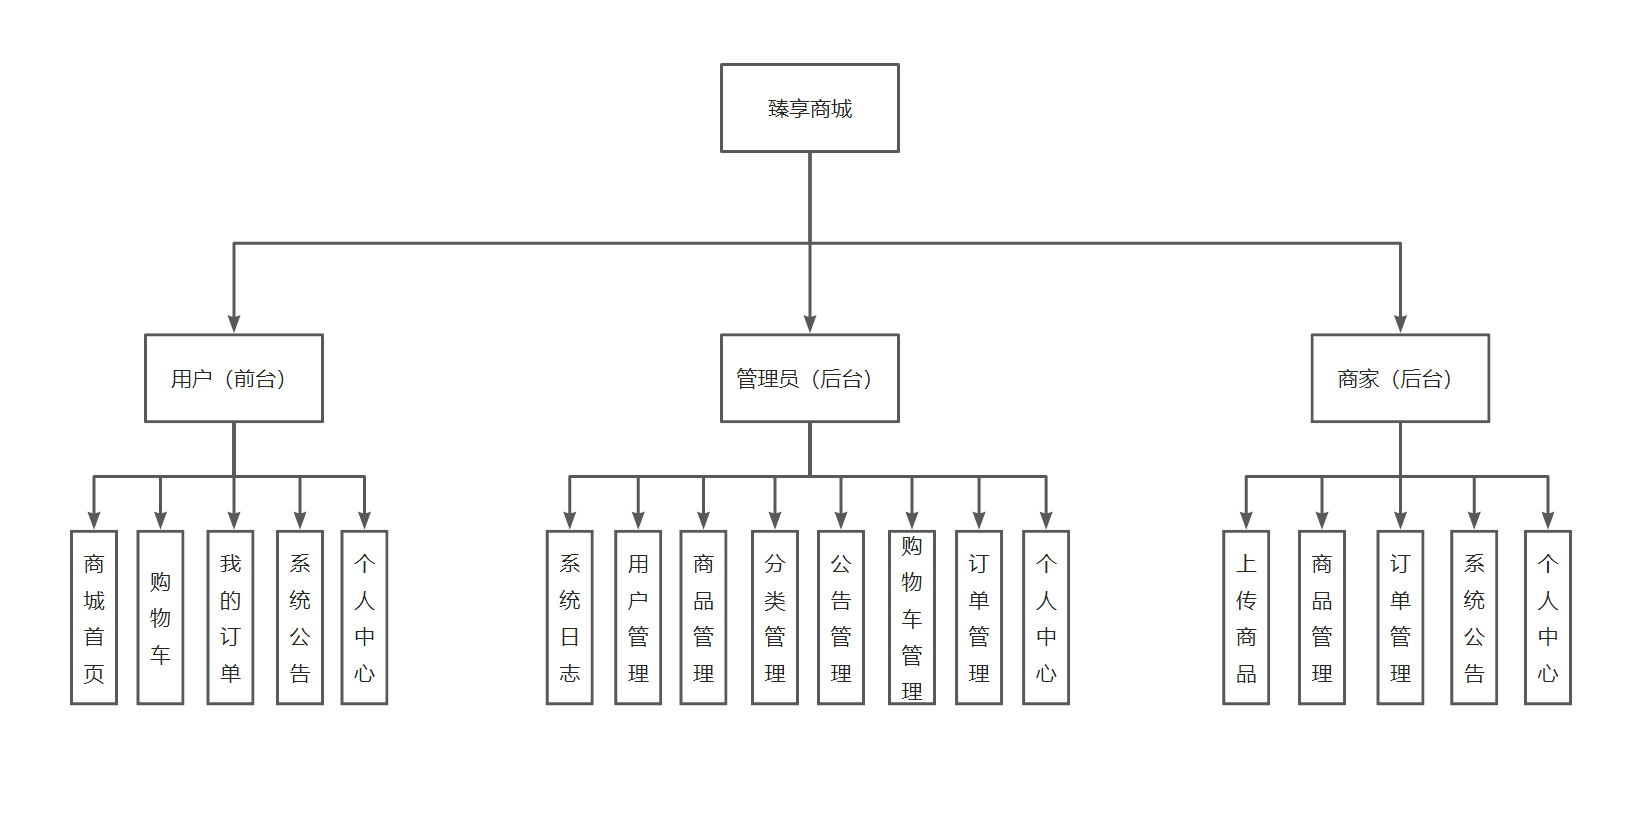 臻享商城
用户（前台）
管理员（后台）
商家（后台）
商城首页
购物车
我的订单
系统公告
个人中心
系统日志
用户管理
商品管理
分类管理
公告管理
购物车管理
订单管理
个人中心
上传商品
商品管理
订单管理
系统公告
个人中心